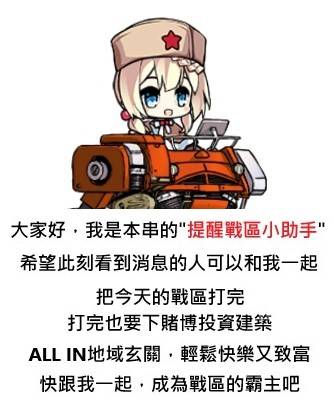 大家好，我是本串的"提醒戰區小助手"
希望此刻看到消息的人可以和我一起
把今天的戰區打完
打完也要下賭博投資建築
ALL IN地域玄關，輕鬆快樂又致富
快跟我一起，成為戰區的霸主吧